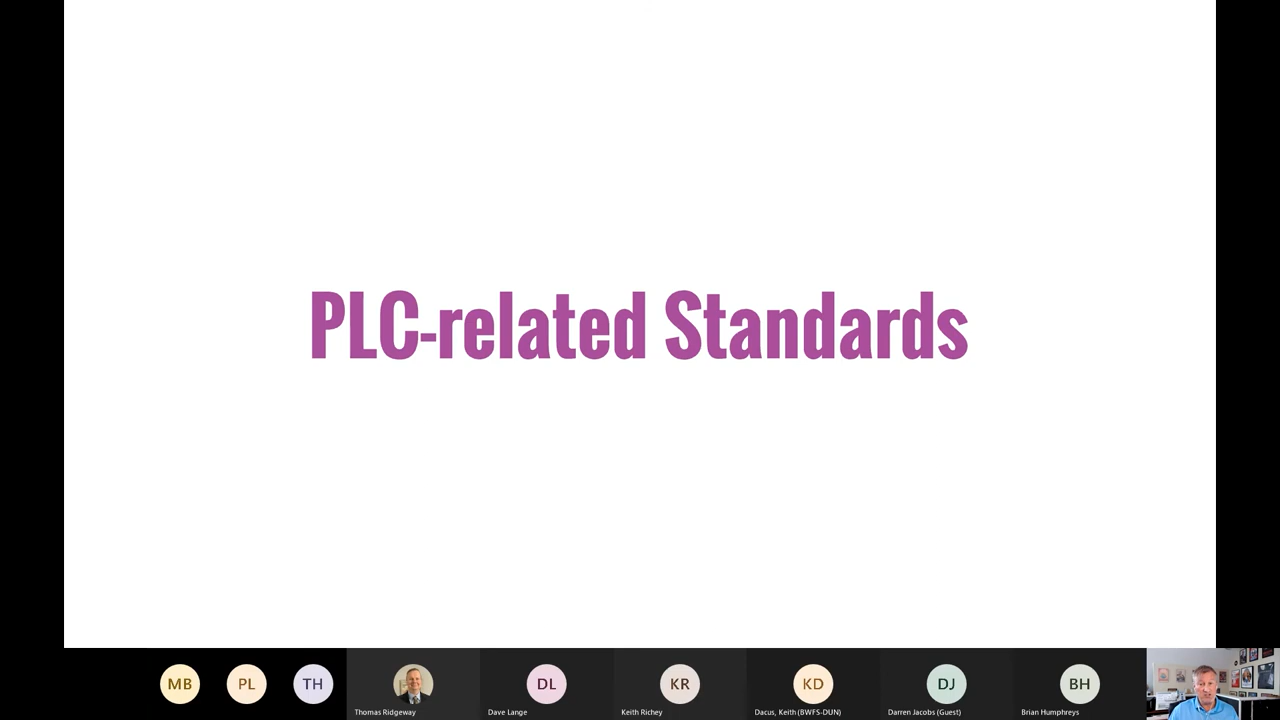 PLC-related Standards
MB
PL
TH
DL
KR
KD
DJ
BH
Thomas Ridgeway
Dave Lange
Keith Richey
Dacus, Keith (BWFS-DUN)
Darren Jacobs (Guest)
Brian Humphreys